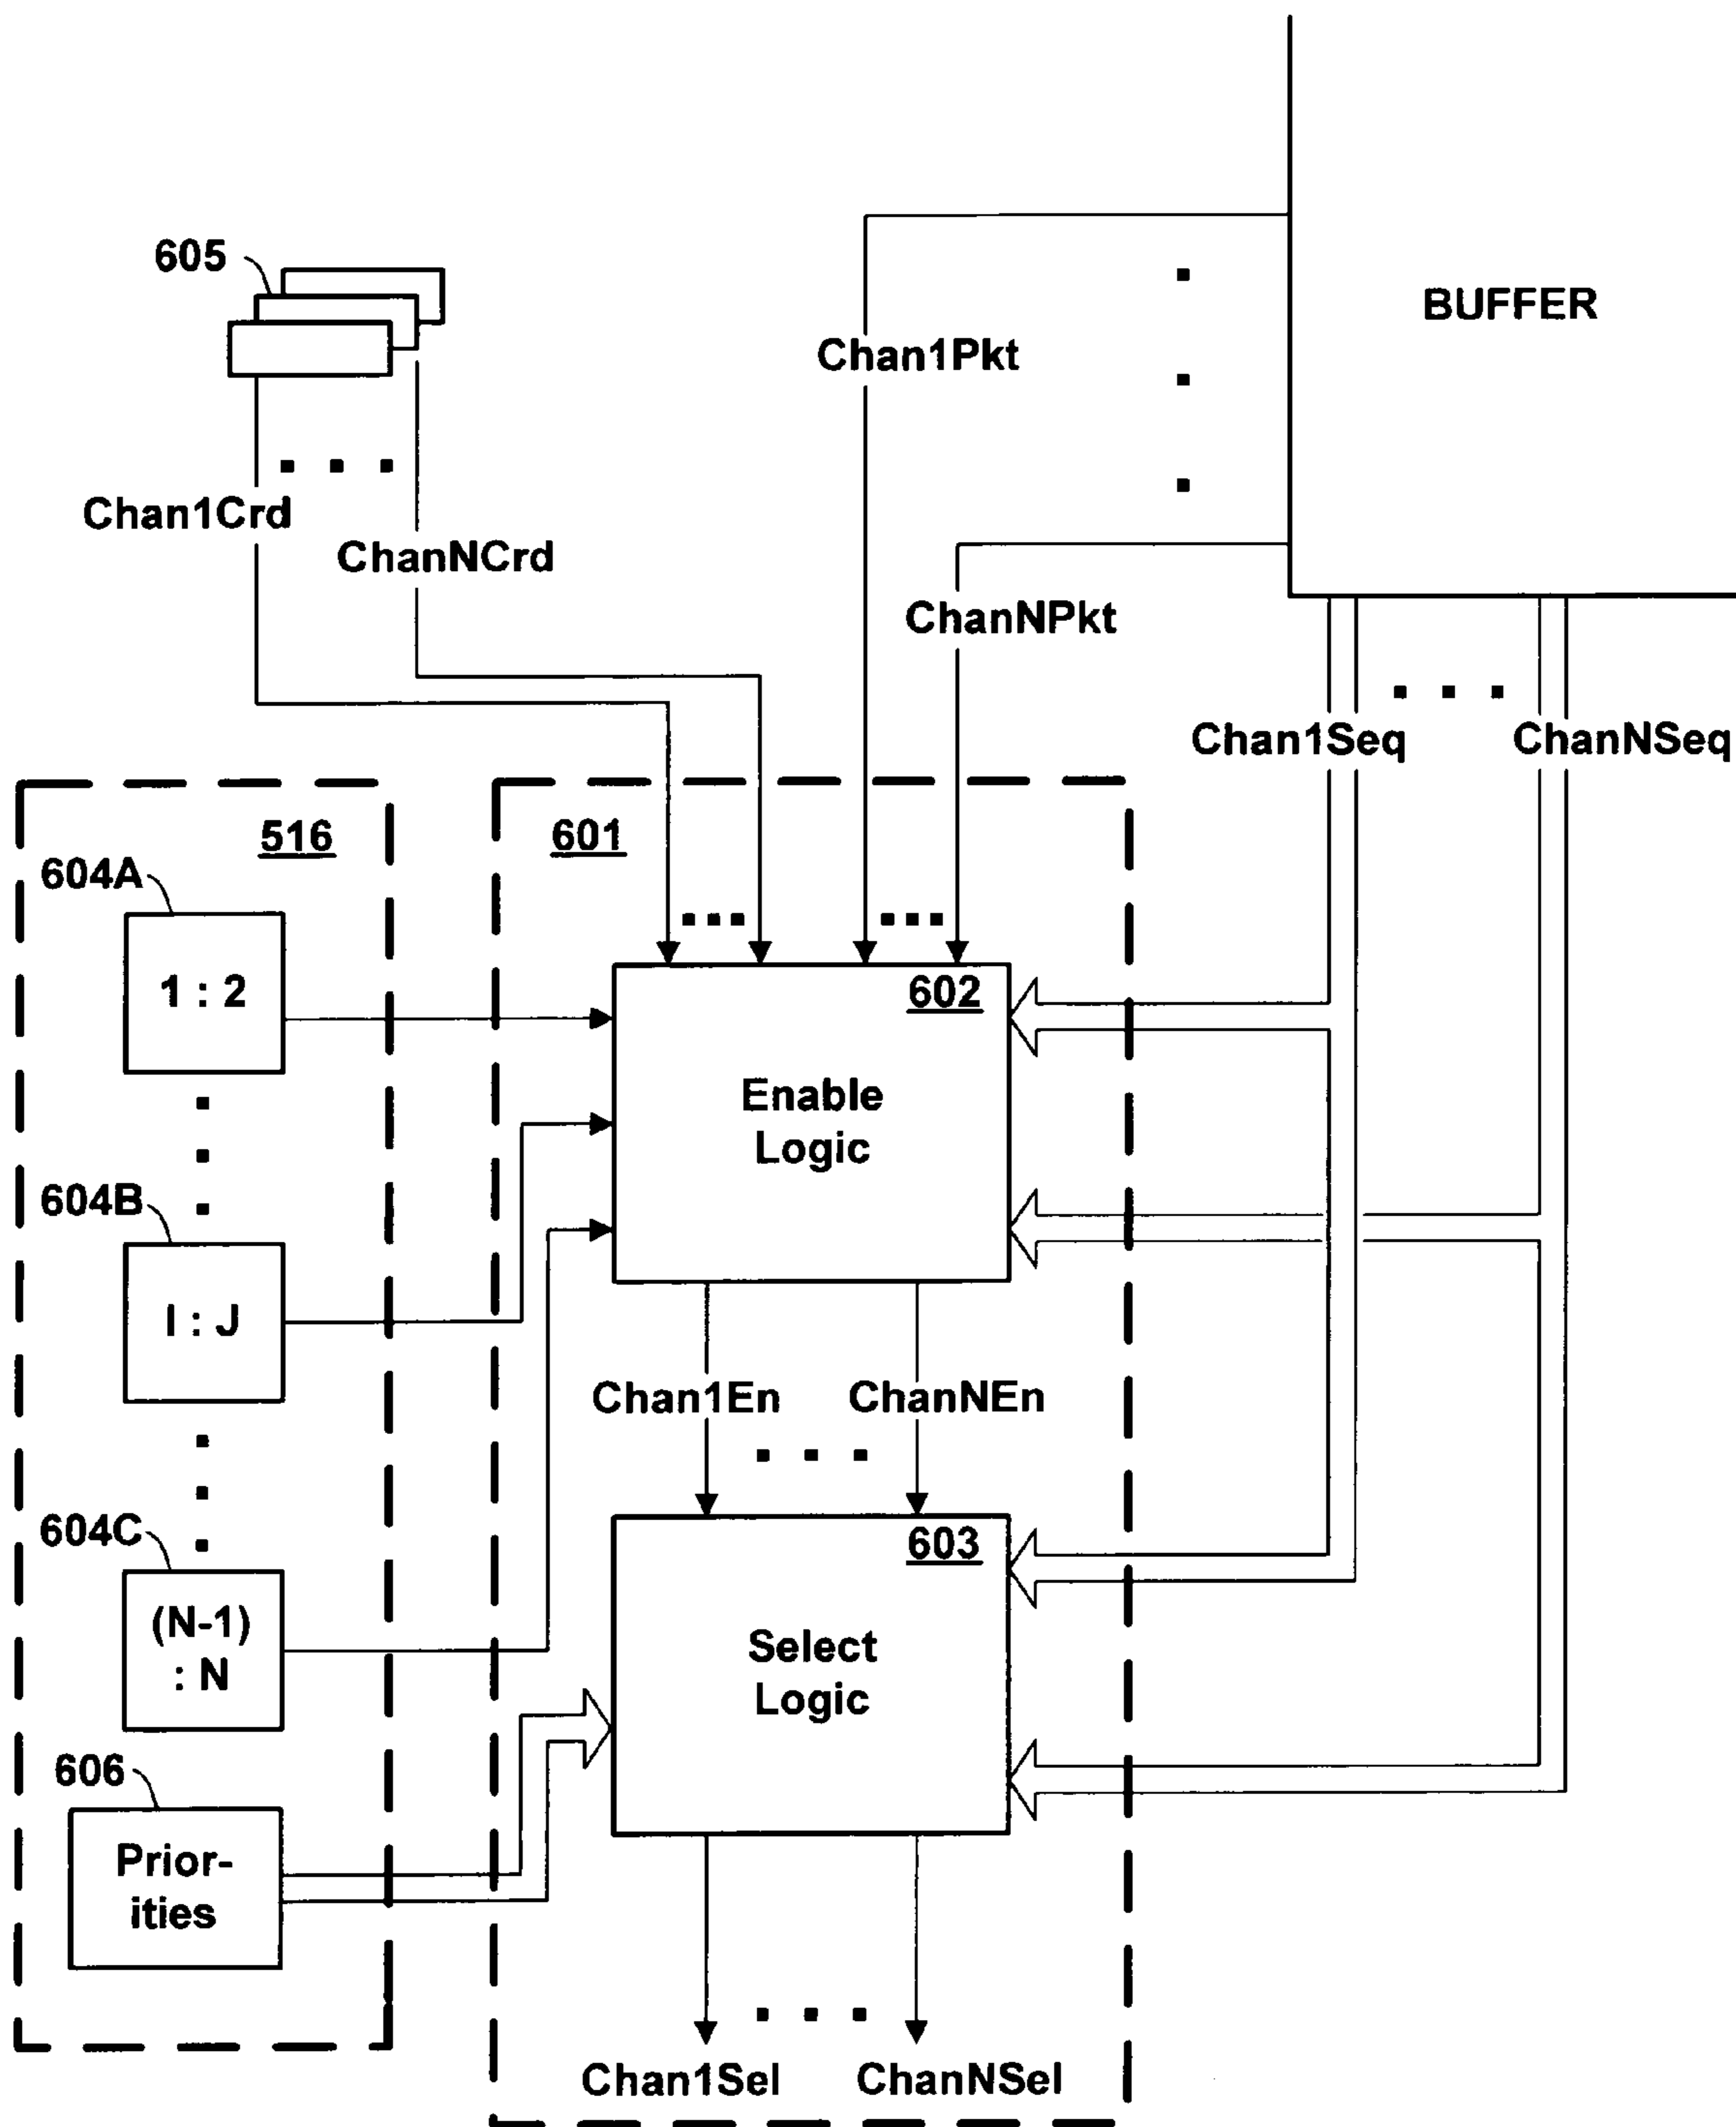 BUFFER
605
Chan1Pkt
Chan1Crd
ChanNCrd
ChanNPkt
Chan1Seq
ChanNSeq
516
601
604A
1 : 2
602
Enable
Logic
604B
I : J
Chan1En
ChanNEn
604C
(N-1)
: N
603
Select
Logic
606
Prior-
ities
Chan1Sel
ChanNSel